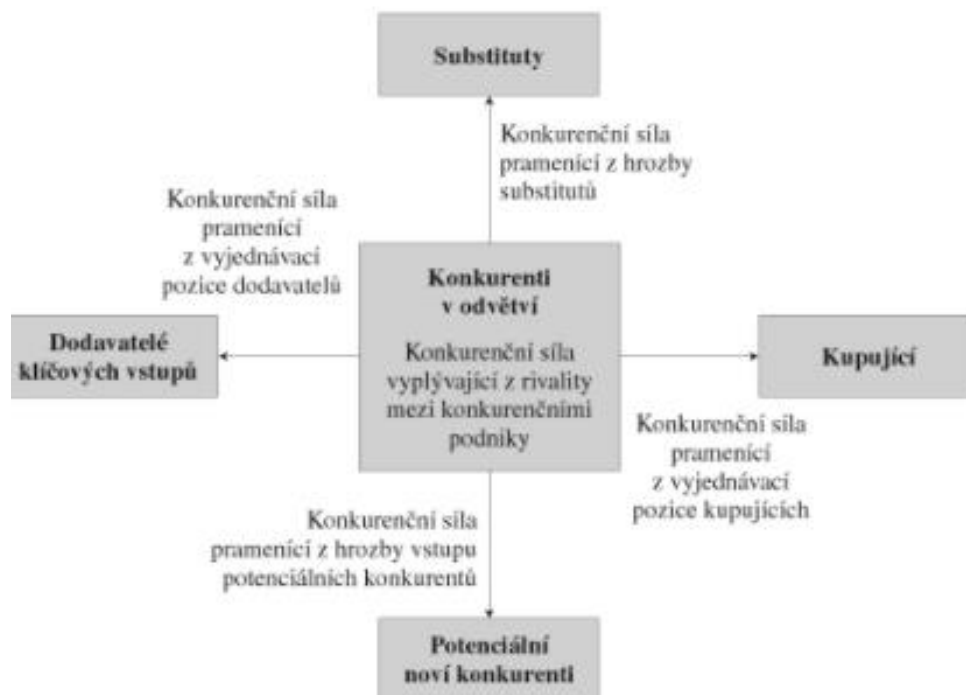 Substituty
Konkurenční síla
pramenící z hrozby
substitutů
Konkurenční síla
pramenící
z vyjednávací
pozice dodavatelů
Konkurenti
v odvětví
Konkurenční síla
vyplývající z rivality
mezi konkurenčními
podniky
Dodavatelé
klíčových vstupů
Kupující
Konkurenční síla
pramenící
z vyjednávací
pozice kupujících
Konkurenční síla
pramenící z hrozby vstupu
potenciálních konkurentů
Potenciální
noví konkurenti